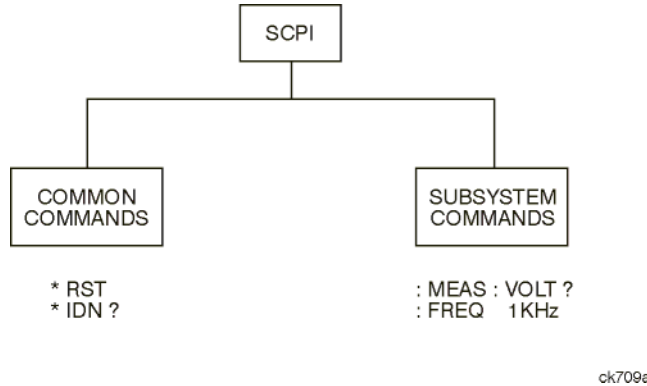 SCPI
COMMON
COMMANDS
SUBSYSTEM
COMMANDS
* RST
* IDN ?
: MEAS : VOLT ?
: FREQ 1KHz
ck709a